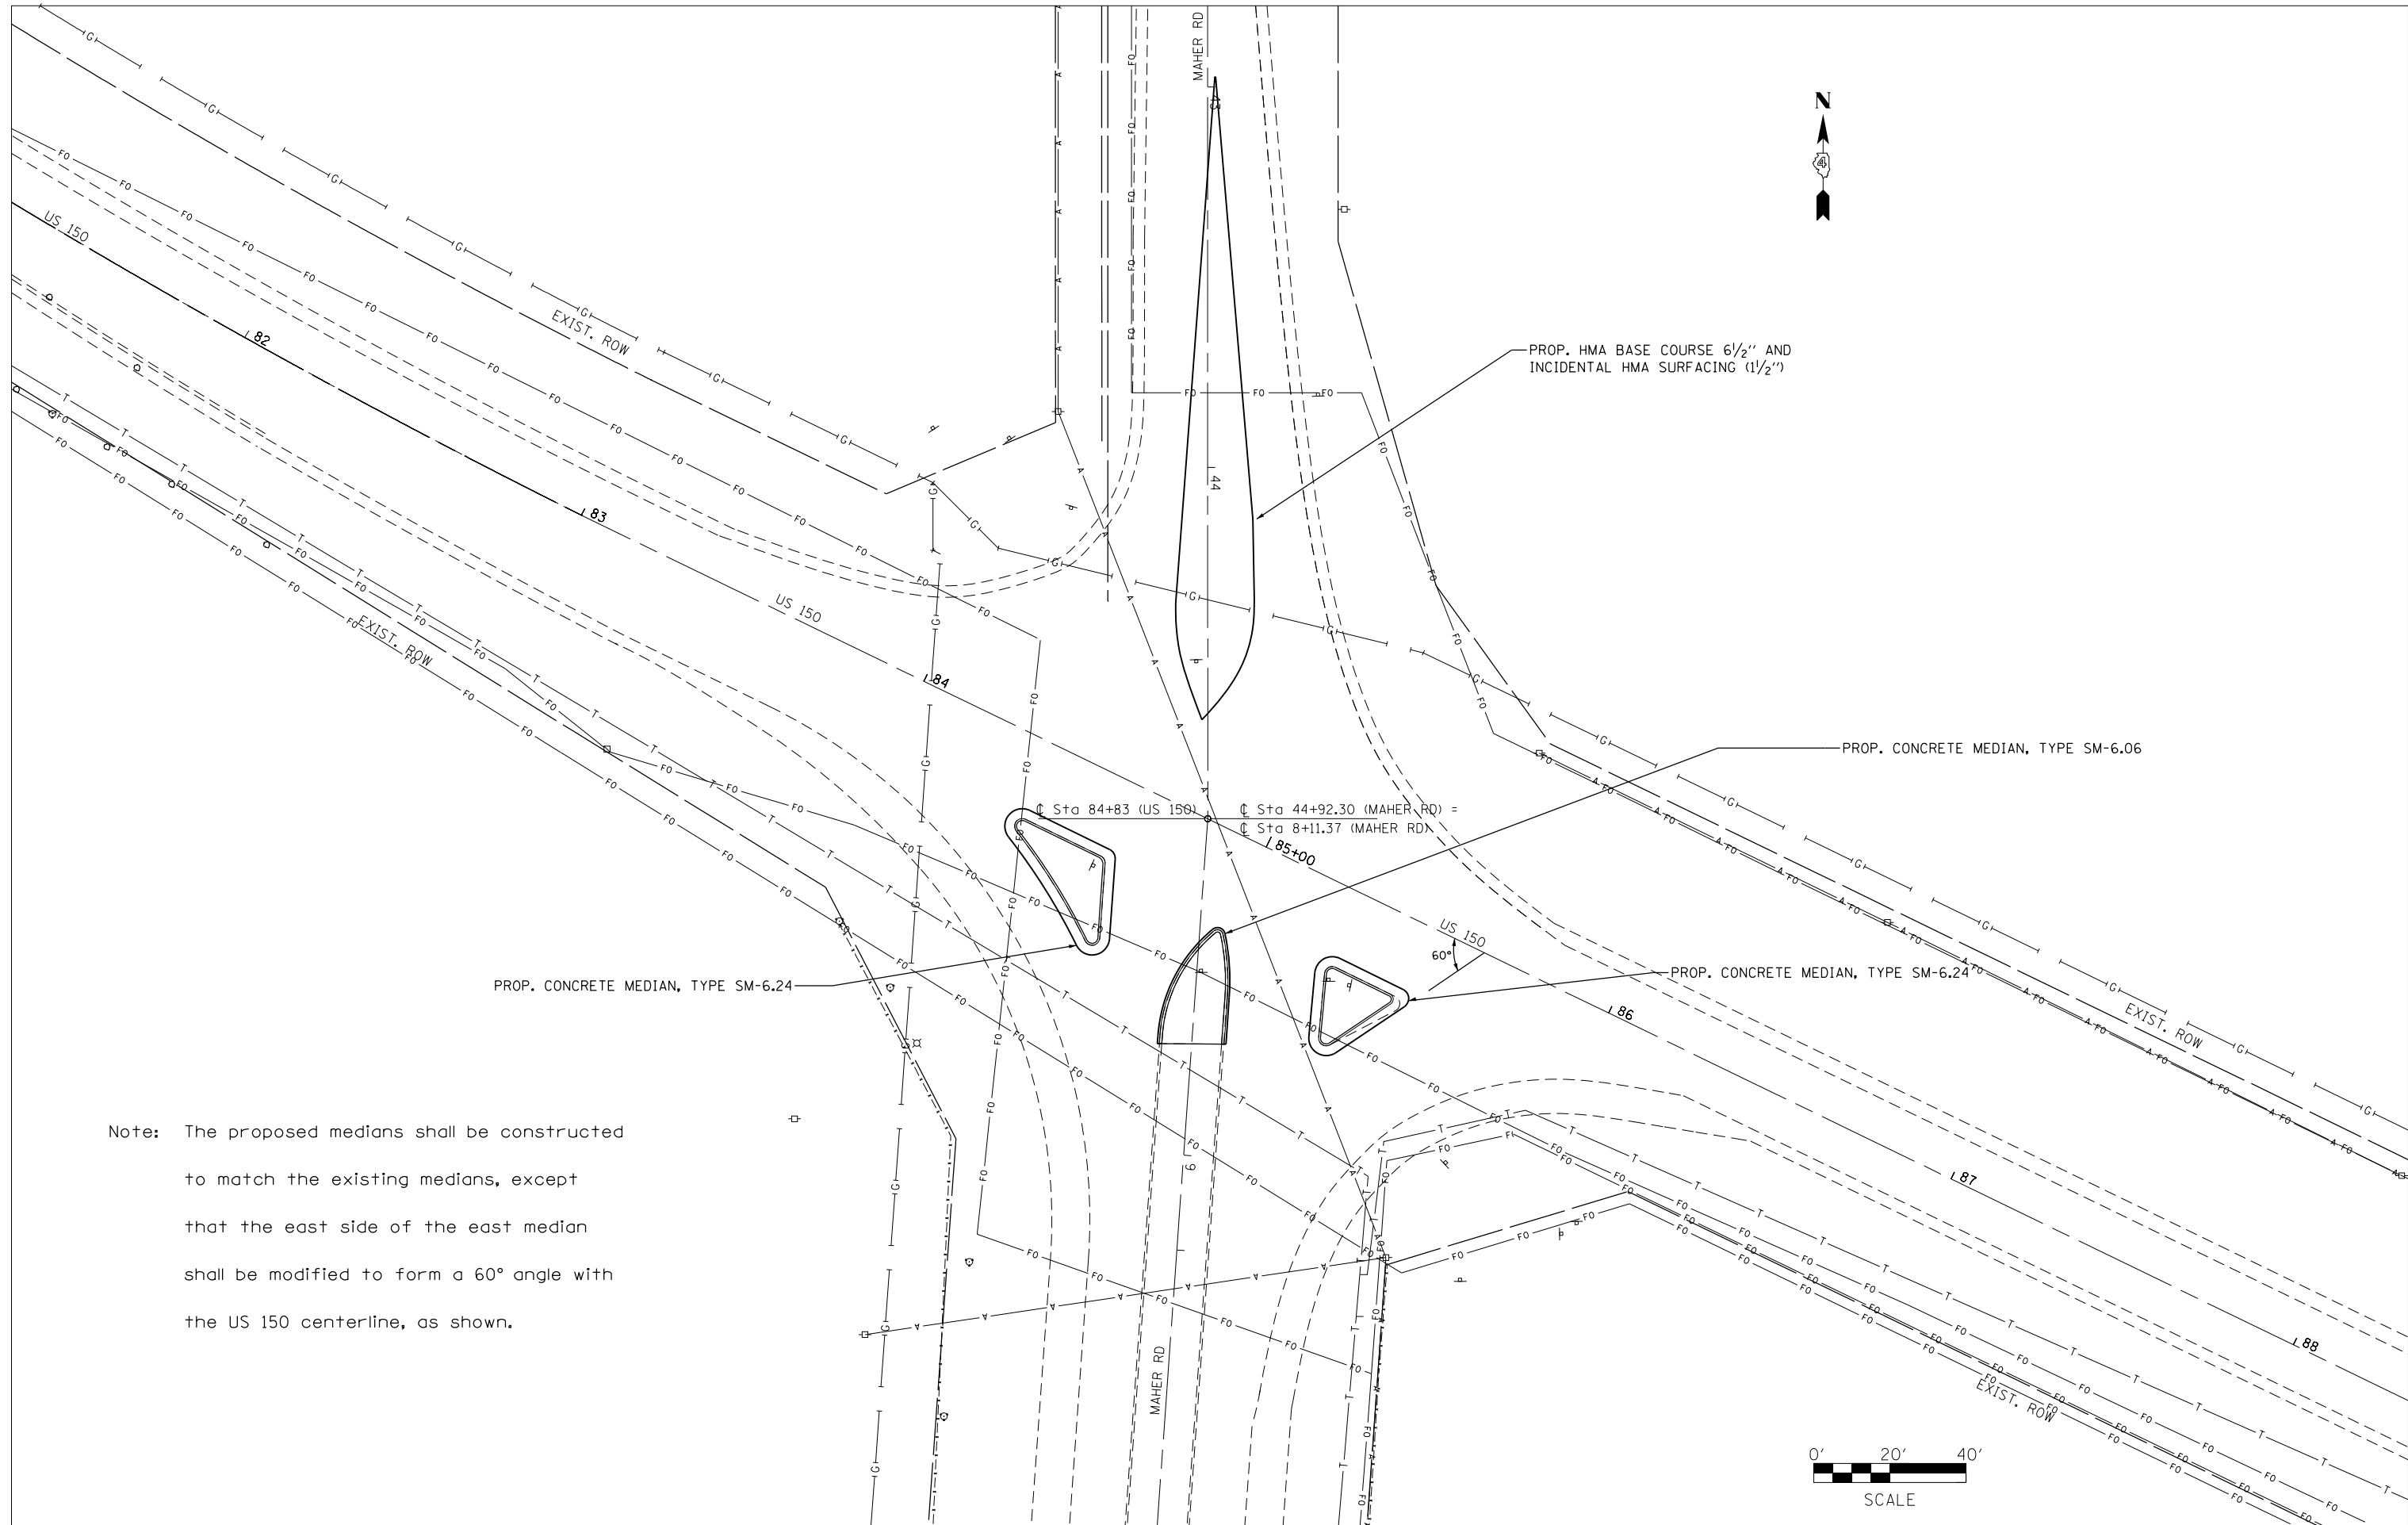 MAHER RD
N
4
43
US 150
82
EXIST. ROW
PROP. HMA BASE COURSE 6½" AND
INCIDENTAL HMA SURFACING (1½")
44
83
US 150
EXIST. ROW
84
PROP. CONCRETE MEDIAN, TYPE SM-6.06
℄ Sta 84+83 (US 150)
℄ Sta 44+92.30 (MAHER RD) =
℄ Sta 8+11.37 (MAHER RD)
85+00
US 150
60°
PROP. CONCRETE MEDIAN, TYPE SM-6.24
PROP. CONCRETE MEDIAN, TYPE SM-6.24
86
EXIST. ROW
Note: The proposed medians shall be constructed
to match the existing medians, except
that the east side of the east median
shall be modified to form a 60° angle with
the US 150 centerline, as shown.
9
87
88
MAHER RD
EXIST. ROW
0' 20' 40'
SCALE